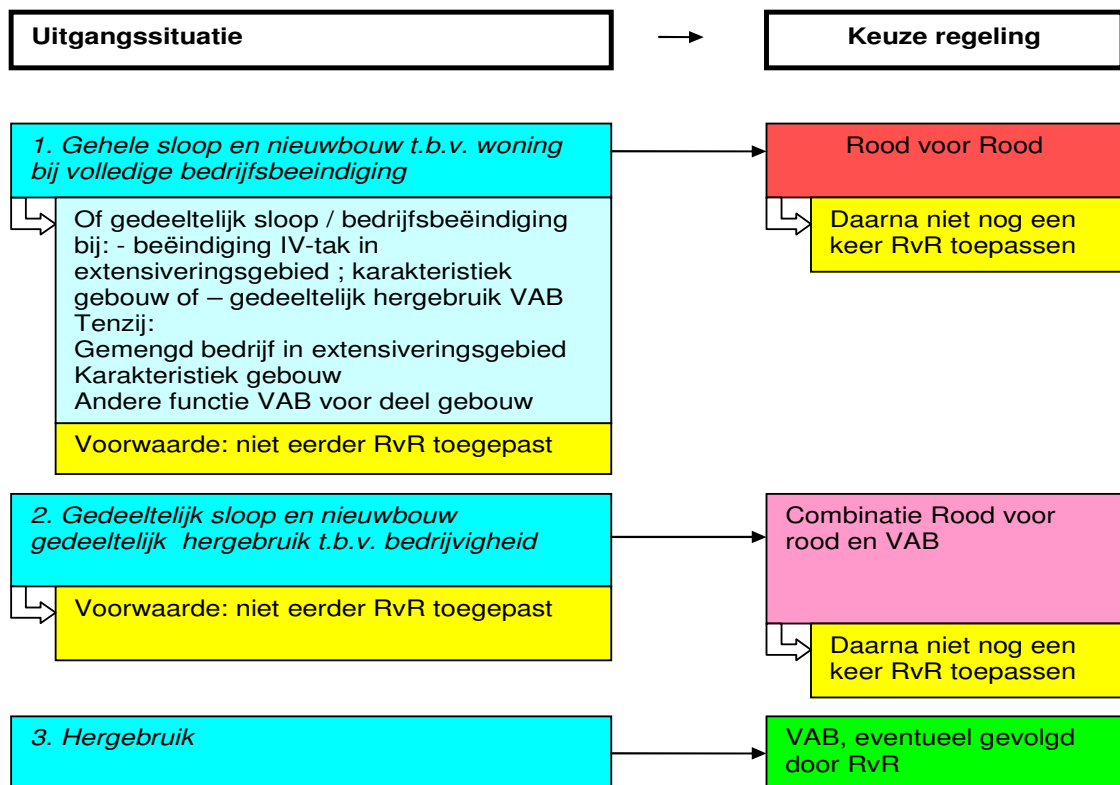 Uitgangssituatie
Keuze regeling
1. Gehele sloop en nieuwbouw t.b.v. woning
bij volledige bedrijfsbeeindiging
Rood voor Rood
Of gedeeltelijk sloop / bedrijfsbeëindiging
bij: - beëindiging IV-tak in
extensiveringsgebied ; karakteristiek
gebouw of – gedeeltelijk hergebruik VAB
Tenzij:
Gemengd bedrijf in extensiveringsgebied
Karakteristiek gebouw
Andere functie VAB voor deel gebouw
Daarna niet nog een
keer RvR toepassen
Voorwaarde: niet eerder RvR toegepast
2. Gedeeltelijk sloop en nieuwbouw
gedeeltelijk hergebruik t.b.v. bedrijvigheid
Combinatie Rood voor
rood en VAB
Voorwaarde: niet eerder RvR toegepast
Daarna niet nog een
keer RvR toepassen
3. Hergebruik
VAB, eventueel gevolgd
door RvR